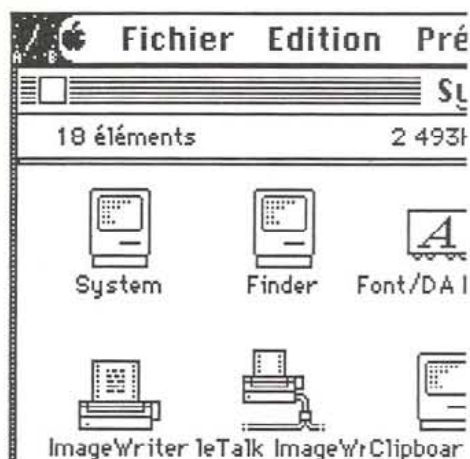 A B Fichier Edition Pré
Sy
18 éléments 2 493
System Finder Font/DA
ImageWriter leTalk ImageWr Clipboar